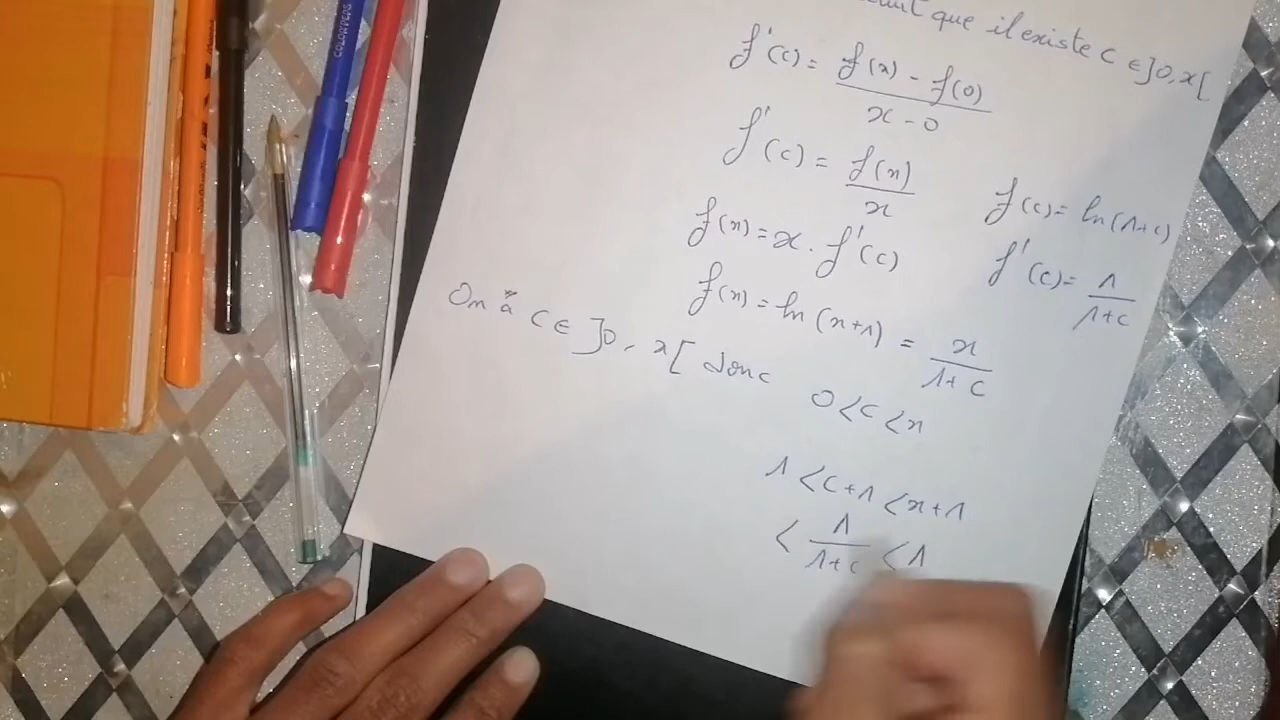 que il existe c ∈ ]0, x[
f'(c) = f(x) - f(0) / x - 0
f'(c) = f(x) / x
f(c) = ln(1+c)
f(x) = x . f'(c)
f'(c) = 1 / 1+c
f(x) = ln(x+1) = x / 1+c
On a c ∈ ]0, x[ donc
0 < c < x
1 < c+1 < x+1
< 1 / 1+c < 1
COLORPEPS